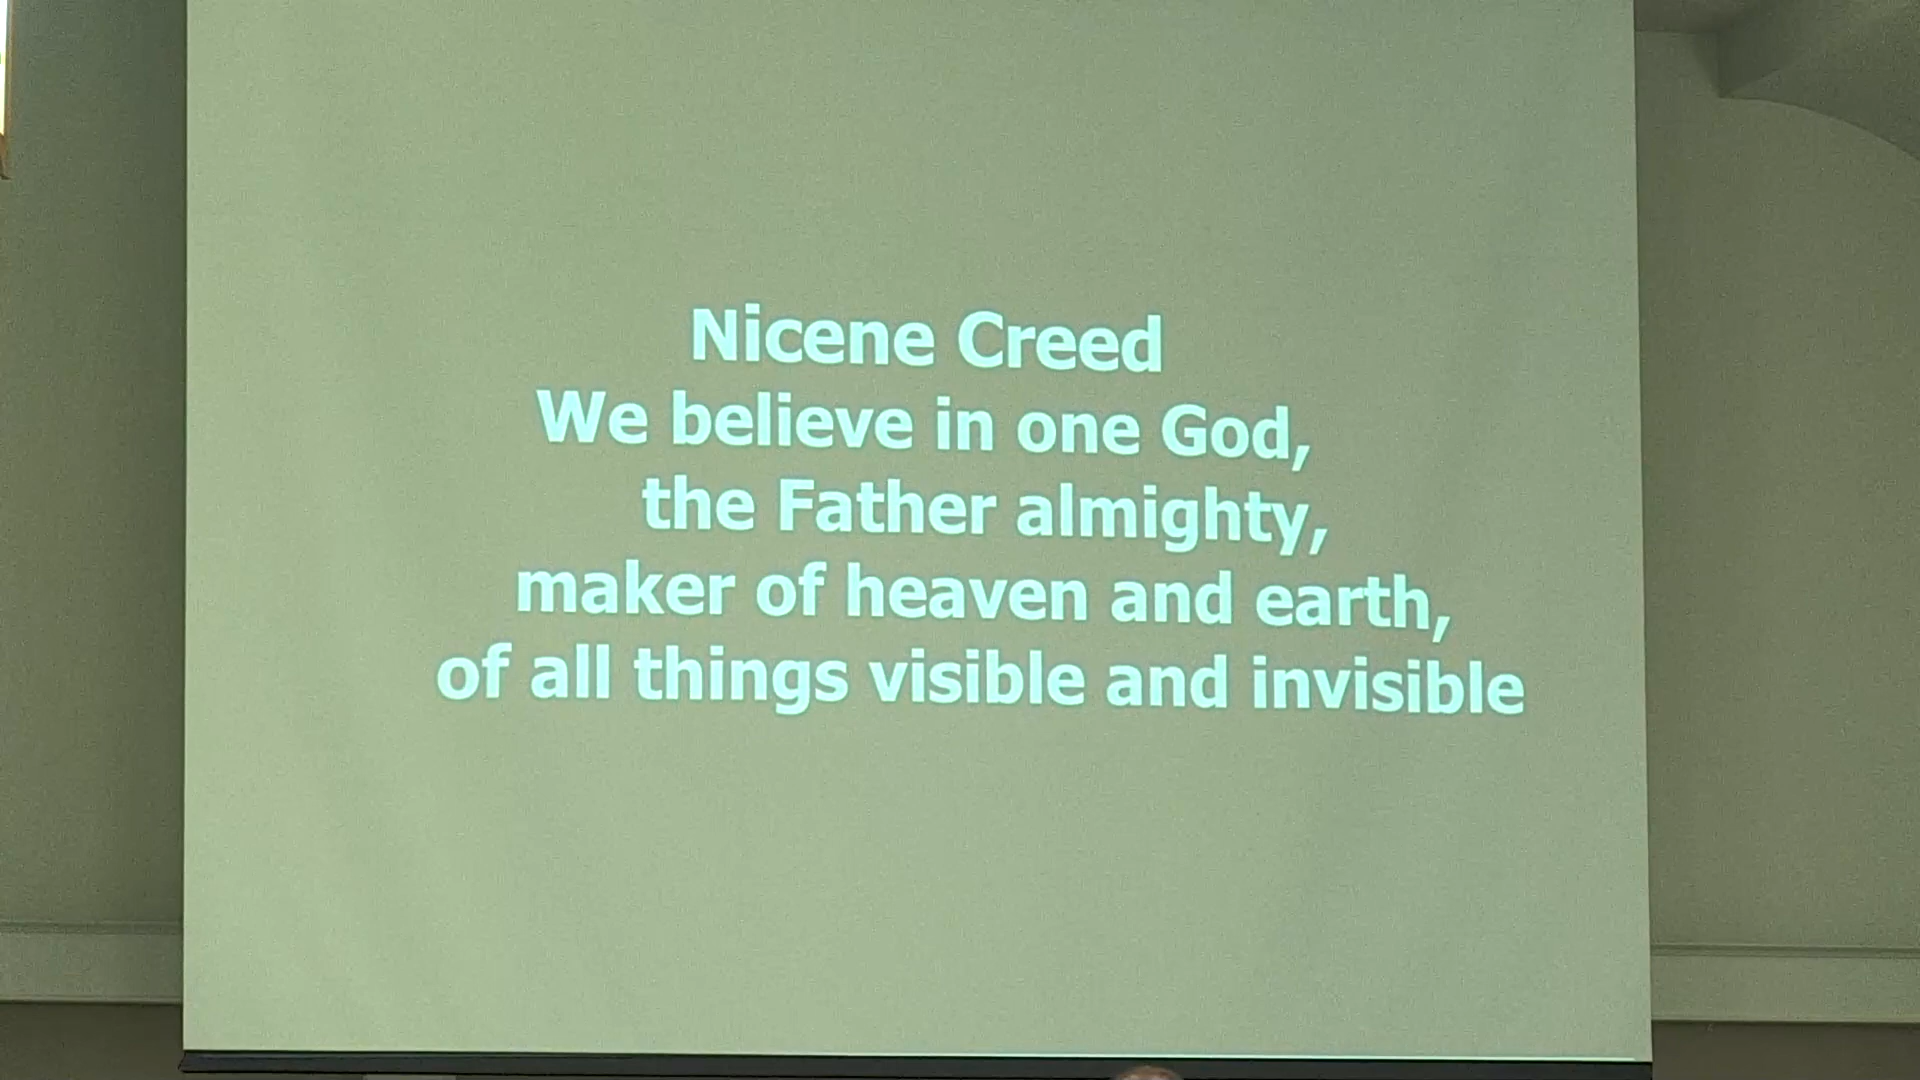 Nicene Creed
We believe in one God,
the Father almighty,
maker of heaven and earth,
of all things visible and invisible